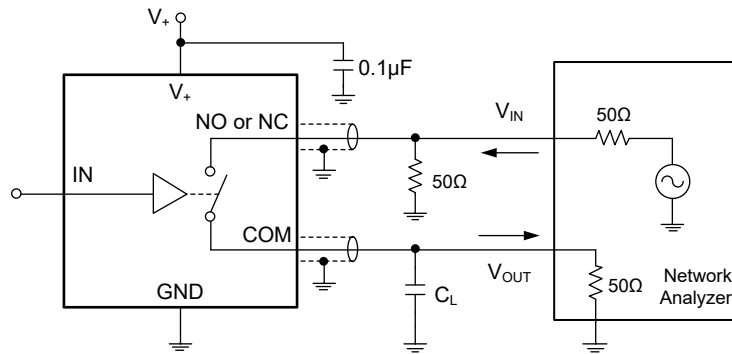 V+
0.1µF
V+
NO or NC
VIN
50Ω
50Ω
IN
COM
VOUT
GND
CL
50Ω
Network
Analyzer